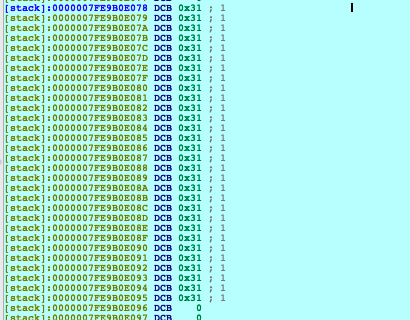 [stack]:0000007FE9B0E078 DCB 0x31 ; 1
[stack]:0000007FE9B0E079 DCB 0x31 ; 1
[stack]:0000007FE9B0E07A DCB 0x31 ; 1
[stack]:0000007FE9B0E07B DCB 0x31 ; 1
[stack]:0000007FE9B0E07C DCB 0x31 ; 1
[stack]:0000007FE9B0E07D DCB 0x31 ; 1
[stack]:0000007FE9B0E07E DCB 0x31 ; 1
[stack]:0000007FE9B0E07F DCB 0x31 ; 1
[stack]:0000007FE9B0E080 DCB 0x31 ; 1
[stack]:0000007FE9B0E081 DCB 0x31 ; 1
[stack]:0000007FE9B0E082 DCB 0x31 ; 1
[stack]:0000007FE9B0E083 DCB 0x31 ; 1
[stack]:0000007FE9B0E084 DCB 0x31 ; 1
[stack]:0000007FE9B0E085 DCB 0x31 ; 1
[stack]:0000007FE9B0E086 DCB 0x31 ; 1
[stack]:0000007FE9B0E087 DCB 0x31 ; 1
[stack]:0000007FE9B0E088 DCB 0x31 ; 1
[stack]:0000007FE9B0E089 DCB 0x31 ; 1
[stack]:0000007FE9B0E08A DCB 0x31 ; 1
[stack]:0000007FE9B0E08B DCB 0x31 ; 1
[stack]:0000007FE9B0E08C DCB 0x31 ; 1
[stack]:0000007FE9B0E08D DCB 0x31 ; 1
[stack]:0000007FE9B0E08E DCB 0x31 ; 1
[stack]:0000007FE9B0E08F DCB 0x31 ; 1
[stack]:0000007FE9B0E090 DCB 0x31 ; 1
[stack]:0000007FE9B0E091 DCB 0x31 ; 1
[stack]:0000007FE9B0E092 DCB 0x31 ; 1
[stack]:0000007FE9B0E093 DCB 0x31 ; 1
[stack]:0000007FE9B0E094 DCB 0x31 ; 1
[stack]:0000007FE9B0E095 DCB 0x31 ; 1
[stack]:0000007FE9B0E096 DCB 0
[stack]:0000007FE9B0E097 DCB 0